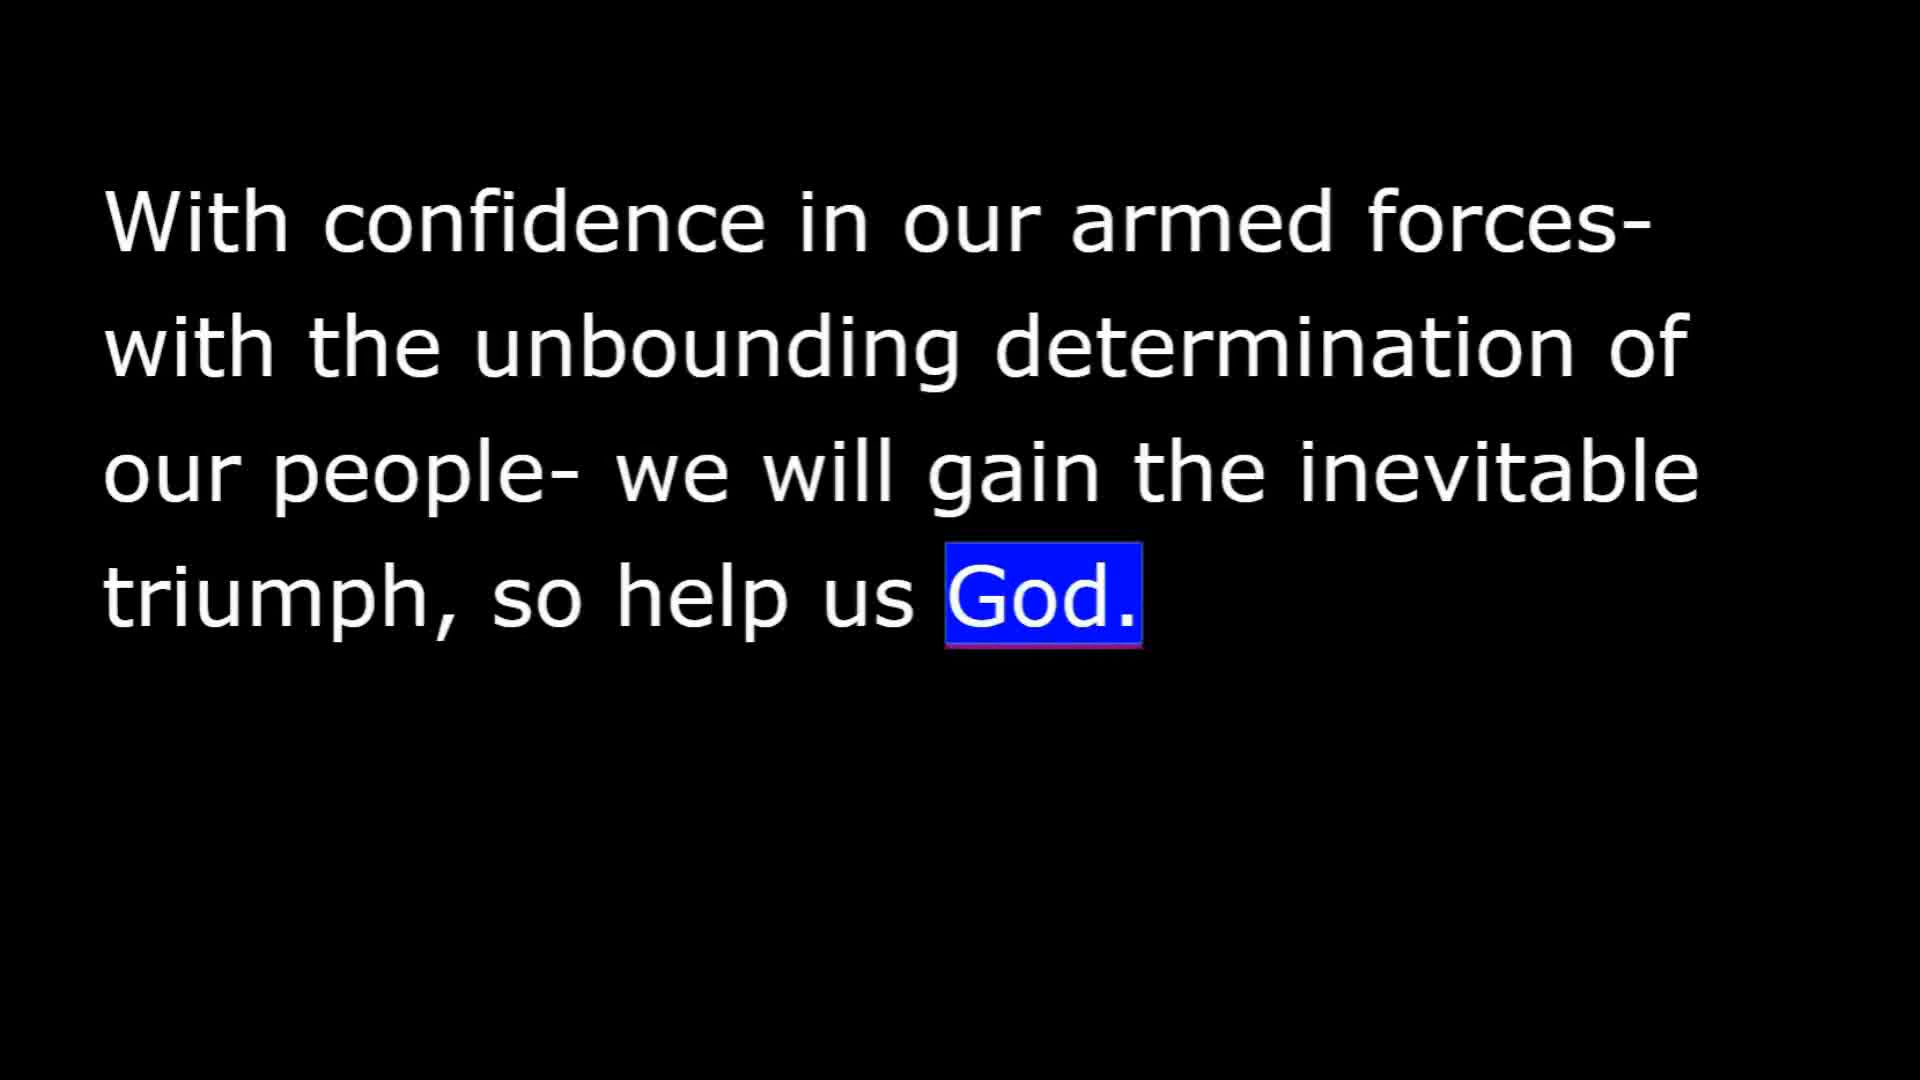 With confidence in our armed forces-
with the unbounding determination of
our people- we will gain the inevitable
triumph, so help us God.